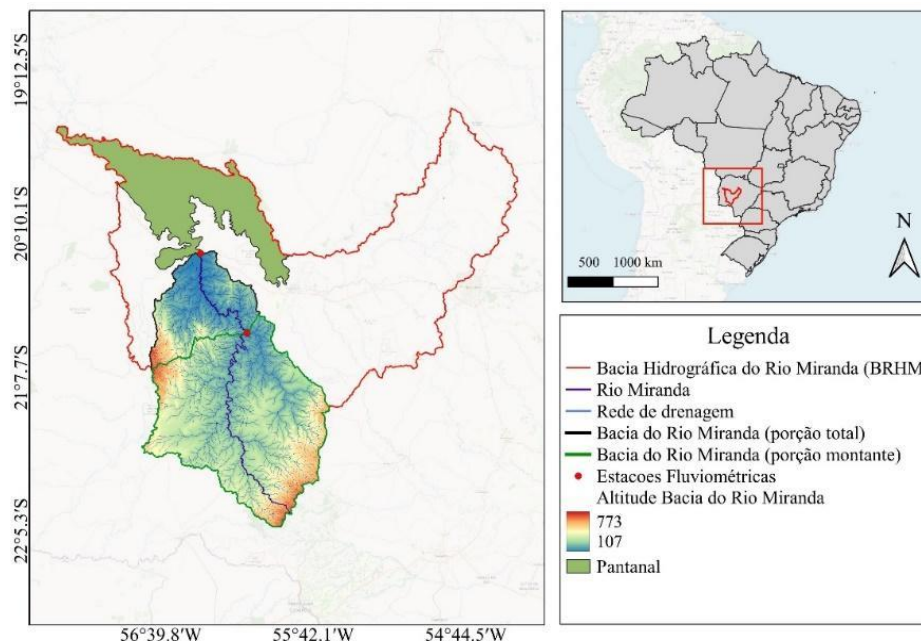 19°12.5'S
20°10.1'S
21°7.7'S
22°5.3'S
56°39.8'W
55°42.1'W
54°44.5'W
N
500
1000 km
Legenda
Bacia Hidrográfica do Rio Miranda (BRHM
Rio Miranda
Rede de drenagem
Bacia do Rio Miranda (porção total)
Bacia do Rio Miranda (porção montante)
Estacoes Fluviométricas
Altitude Bacia do Rio Miranda
773
107
Pantanal